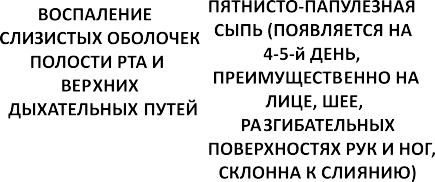 ВОСПАЛЕНИЕ
СЛИЗИСТЫХ ОБОЛОЧЕК
ПОЛОСТИ РТА И
ВЕРХНИХ
ДЫХАТЕЛЬНЫХ ПУТЕЙ
ПЯТНИСТО-ПАПУЛЕЗНАЯ
СЫПЬ (ПОЯВЛЯЕТСЯ НА
4-5-й ДЕНЬ,
ПРЕИМУЩЕСТВЕННО НА
ЛИЦЕ, ШЕЕ,
РАЗГИБАТЕЛЬНЫХ
ПОВЕРХНОСТЯХ РУК И НОГ,
СКЛОННА К СЛИЯНИЮ)